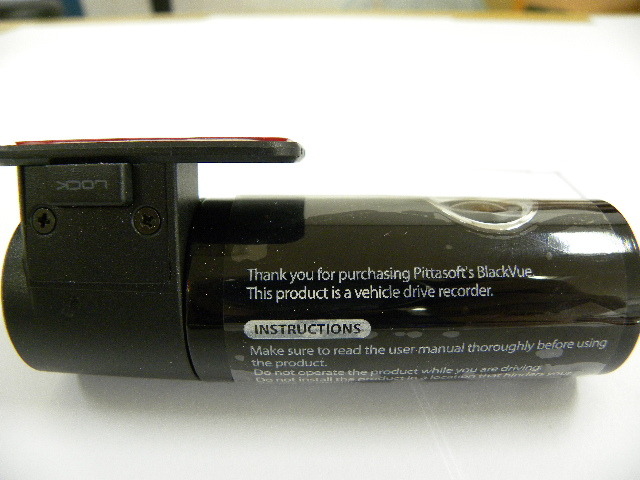 LOCK
Thank you for purchasing Pittasoft's BlackVue
This product is a vehicle drive recorder.
INSTRUCTIONS
Make sure to read the user manual thoroughly before using
the product.
Do not operate the product while you are driving.
Do not install the product in a location that hinders your